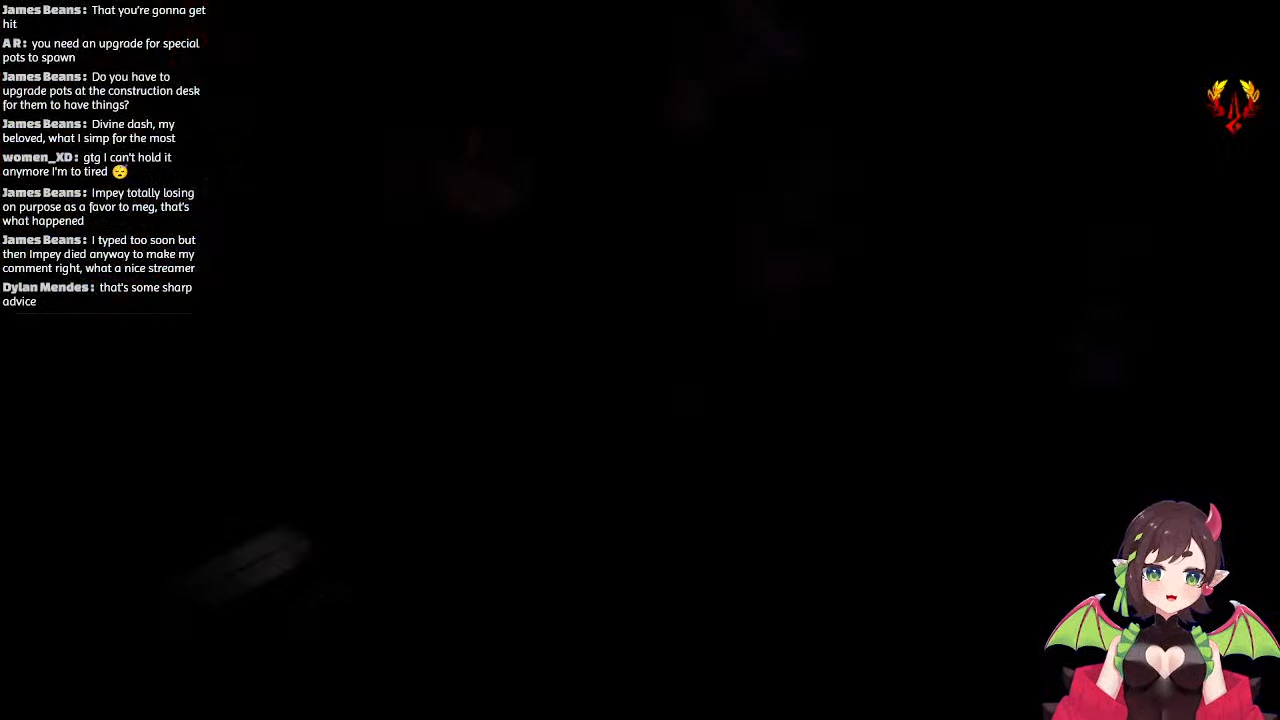 James Beans: That you're gonna get
hit
A R: you need an upgrade for special
pots to spawn
James Beans: Do you have to
upgrade pots at the construction desk
for them to have things?
James Beans: Divine dash, my
beloved, what I simp for the most
women_XD: gtg I can't hold it
anymore I'm to tired 😴
James Beans: Impey totally losing
on purpose as a favor to meg, that's
what happened
James Beans: I typed too soon but
then Impey died anyway to make my
comment right, what a nice streamer
Dylan Mendes: that's some sharp
advice